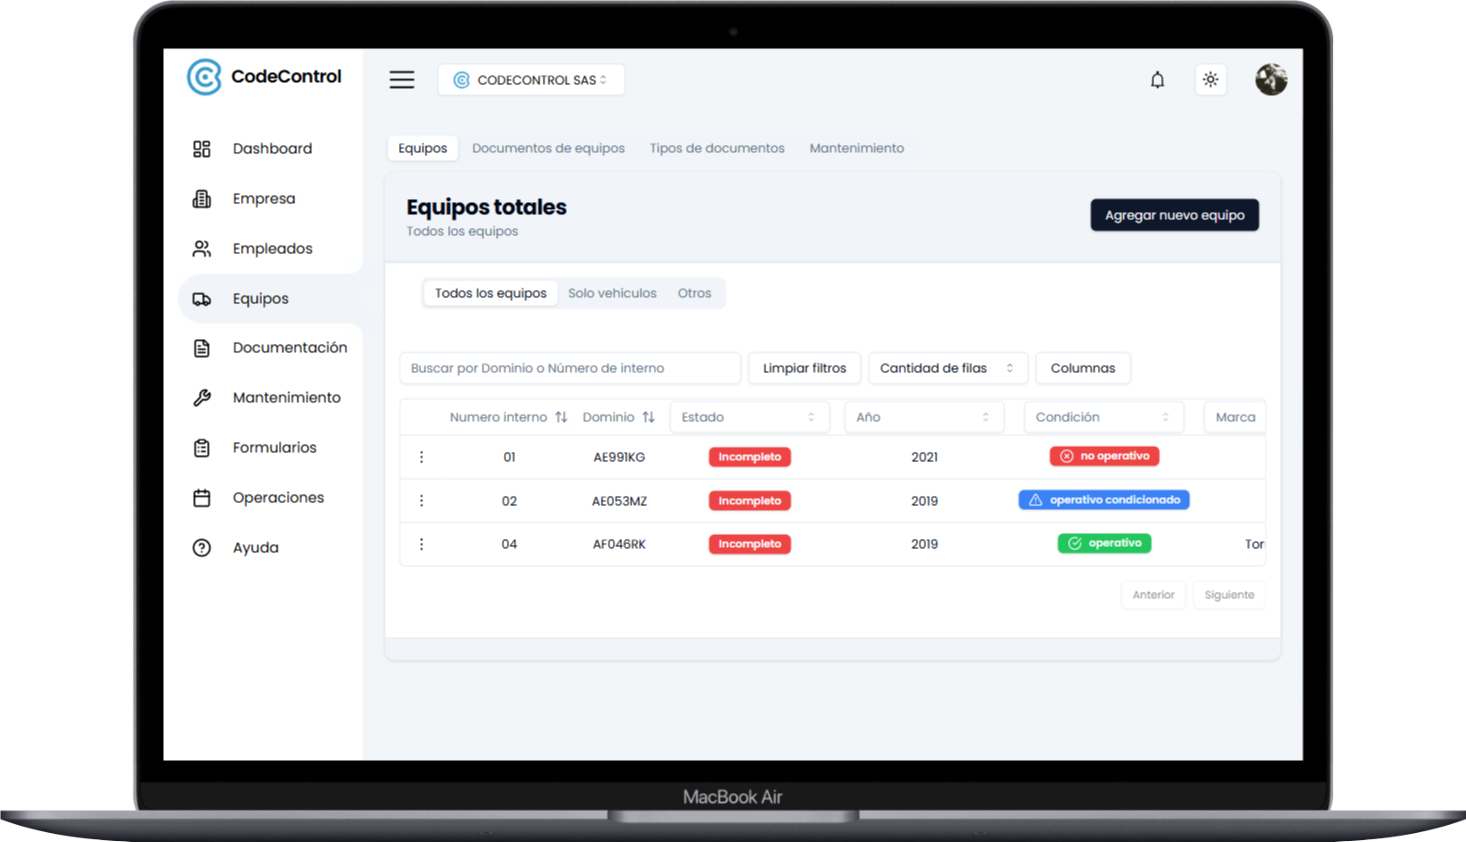 CodeControl
CODECONTROL SAS
Dashboard
Empresa
Empleados
Equipos
Documentación
Mantenimiento
Formularios
Operaciones
Ayuda
Equipos Documentos de equipos Tipos de documentos Mantenimiento
Equipos totales
Todos los equipos
Agregar nuevo equipo
Todos los equipos Solo vehículos Otros
Buscar por Dominio o Número de interno Limpiar filtros Cantidad de filas Columnas
Numero interno Dominio Estado Año Condición Marca
01 AE991KG Incompleto 2021 no operativo
02 AE053MZ Incompleto 2019 operativo condicionado
04 AF046RK Incompleto 2019 operativo
Anterior Siguiente
MacBook Air